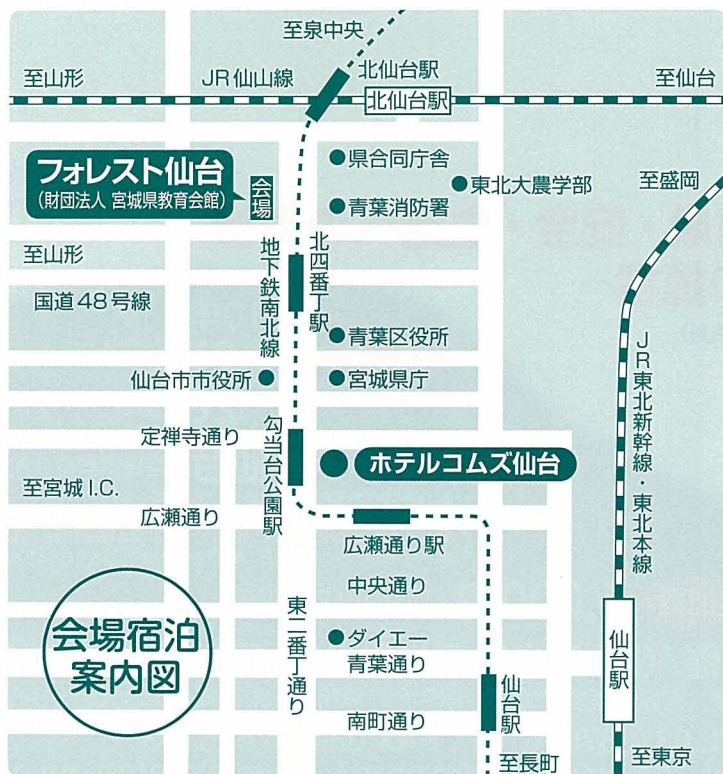 至泉中央
北仙台駅
至山形
JR仙山線
北仙台駅
至仙台
フォレスト仙台
(財団法人 宮城県教育会館)
会場
県合同庁舎
東北大農学部
至盛岡
青葉消防署
至山形
地下鉄南北線
北四番丁駅
国道48号線
青葉区役所
仙台市市役所
宮城県庁
JR東北新幹線・東北本線
定禅寺通り
勾当台公園駅
ホテルコムズ仙台
至宮城I.C.
広瀬通り
広瀬通り駅
中央通り
会場宿泊
案内図
東二番丁通り
ダイエー
青葉通り
仙台駅
仙台駅
南町通り
至長町
至東京